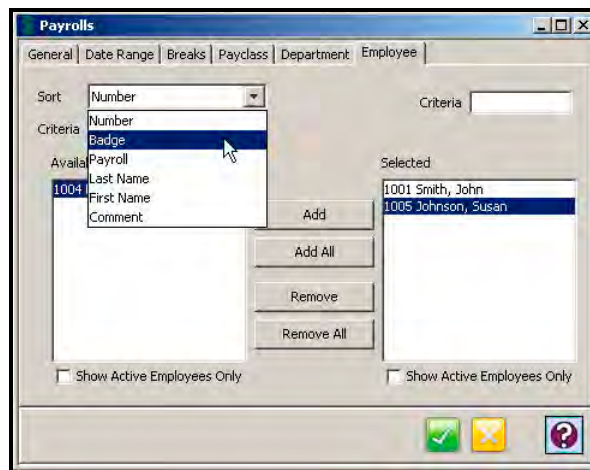 Payrolls
General Date Range Breaks Payclass Department Employee
Sort Number
Criteria
Number
Criteria
Badge
Payroll
Last Name
First Name
Comment
1004
Add
Add All
Remove
Remove All
Selected
1001 Smith, John
1005 Johnson, Susan
Show Active Employees Only
Show Active Employees Only
?